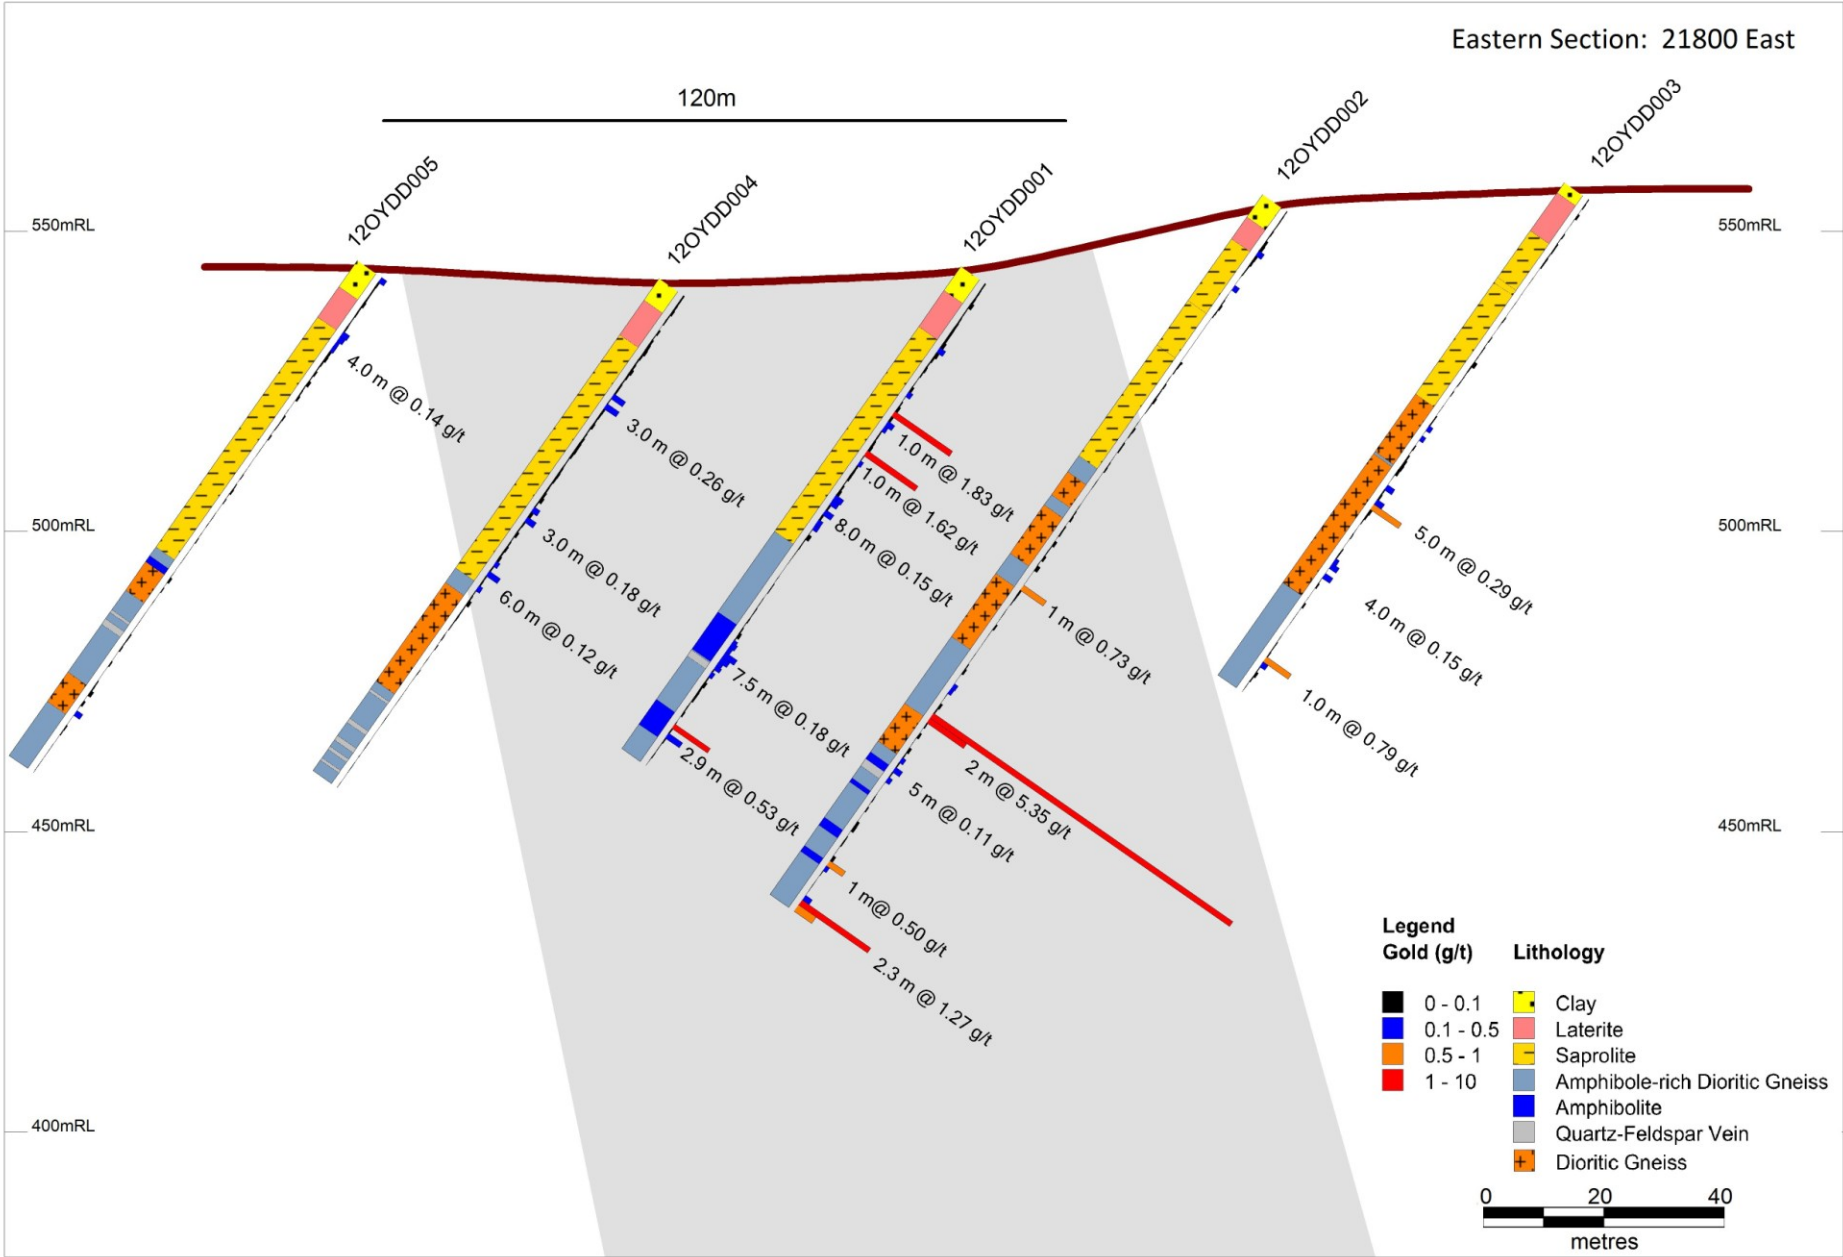 Eastern Section: 21800 East
120m
12OYDD005
12OYDD004
12OYDD001
12OYDD002
12OYDD003
550mRL
550mRL
500mRL
500mRL
450mRL
450mRL
400mRL
4.0 m @ 0.14 g/t
3.0 m @ 0.26 g/t
3.0 m @ 0.18 g/t
6.0 m @ 0.12 g/t
1.0 m @ 1.83 g/t
1.0 m @ 1.62 g/t
8.0 m @ 0.15 g/t
7.5 m @ 0.18 g/t
2.9 m @ 0.53 g/t
1 m @ 0.73 g/t
2 m @ 5.35 g/t
5 m @ 0.11 g/t
1 m@ 0.50 g/t
2.3 m @ 1.27 g/t
5.0 m @ 0.29 g/t
4.0 m @ 0.15 g/t
1.0 m @ 0.79 g/t
Legend
Gold (g/t)
0 - 0.1
0.1 - 0.5
0.5 - 1
1 - 10
Lithology
Clay
Laterite
Saprolite
Amphibole-rich Dioritic Gneiss
Amphibolite
Quartz-Feldspar Vein
Dioritic Gneiss
0 20 40
metres